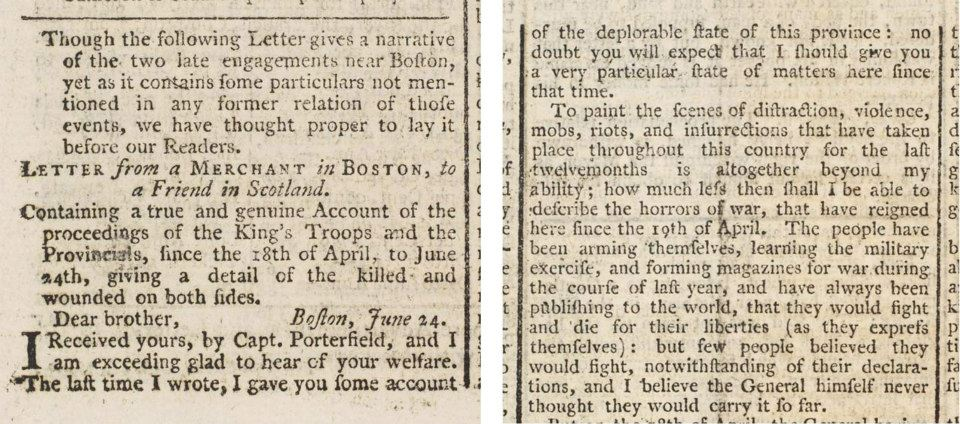 Though the following Letter gives a narrative
of the two late engagements near Boſton,
yet as it contains ſome particulars not men-
tioned in any former relation of thoſe
events, we have thought proper to lay it
before our Readers.
LETTER from a MERCHANT in BOSTON, to
a Friend in Scotland.
Containing a true and genuine Account of the
proceedings of the King's Troops and the
Provincials, ſince the 18th of April, to June
24th, giving a detail of the killed and
wounded on both ſides.
Dear brother, Boſton, June 24.
I Received yours, by Capt. Porterfield, and I
am exceeding glad to hear of your welfare.
The laſt time I wrote, I gave you ſome account
of the deplorable ſtate of this province: no
doubt you will expect that I ſhould give you
a very particular ſtate of matters here ſince
that time.
To paint the ſcenes of diſtraction, violence,
mobs, riots, and inſurrections that have taken
place throughout this country for the laſt
twelvemonths is altogether beyond my
ability; how much leſs then ſhall I be able to
deſcribe the horrors of war, that have reigned
here ſince the 19th of April. The people have
been arming themſelves, learning the military
exerciſe, and forming magazines for war during
the courſe of laſt year, and have always been
publiſhing to the world, that they would fight
and die for their liberties (as they expreſs
themſelves): but few people believed they
would fight, notwithſtanding of their declara-
tions, and I believe the General himſelf never
thought they would carry it ſo far.